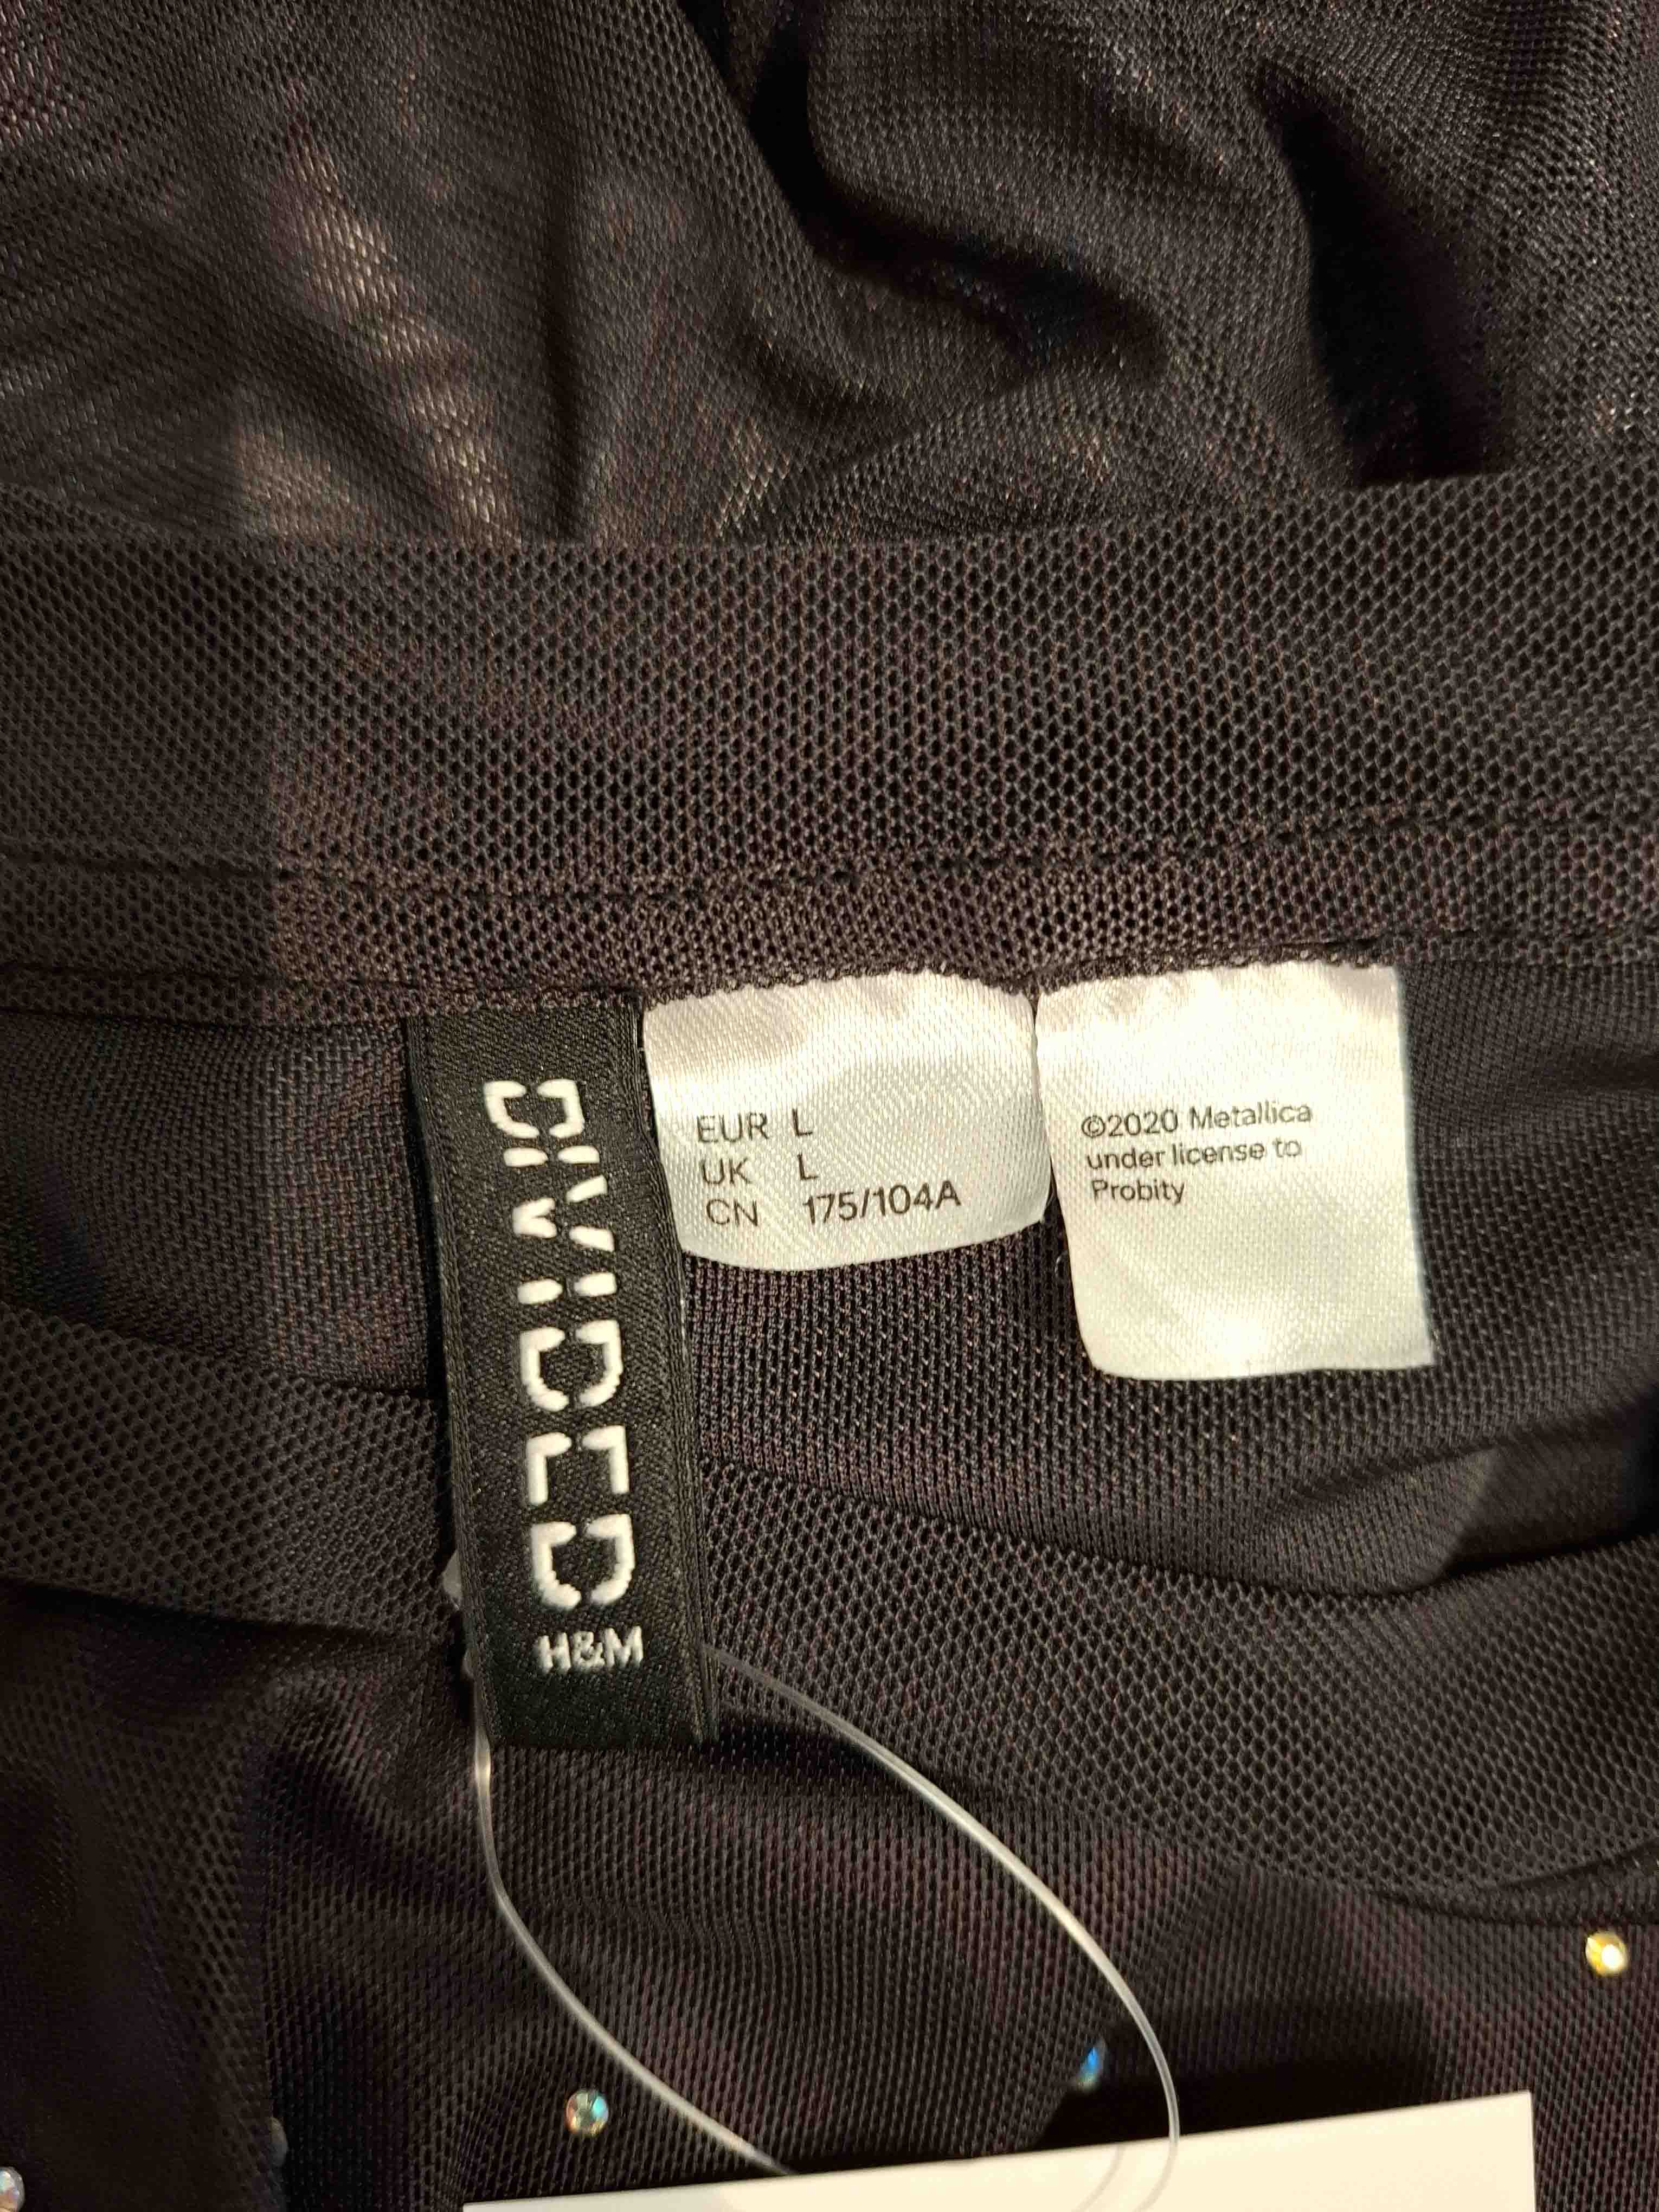 DIVIDED
H&M
EUR L
UK L
CN 175/104A
©2020 Metallica
under license to
Probity